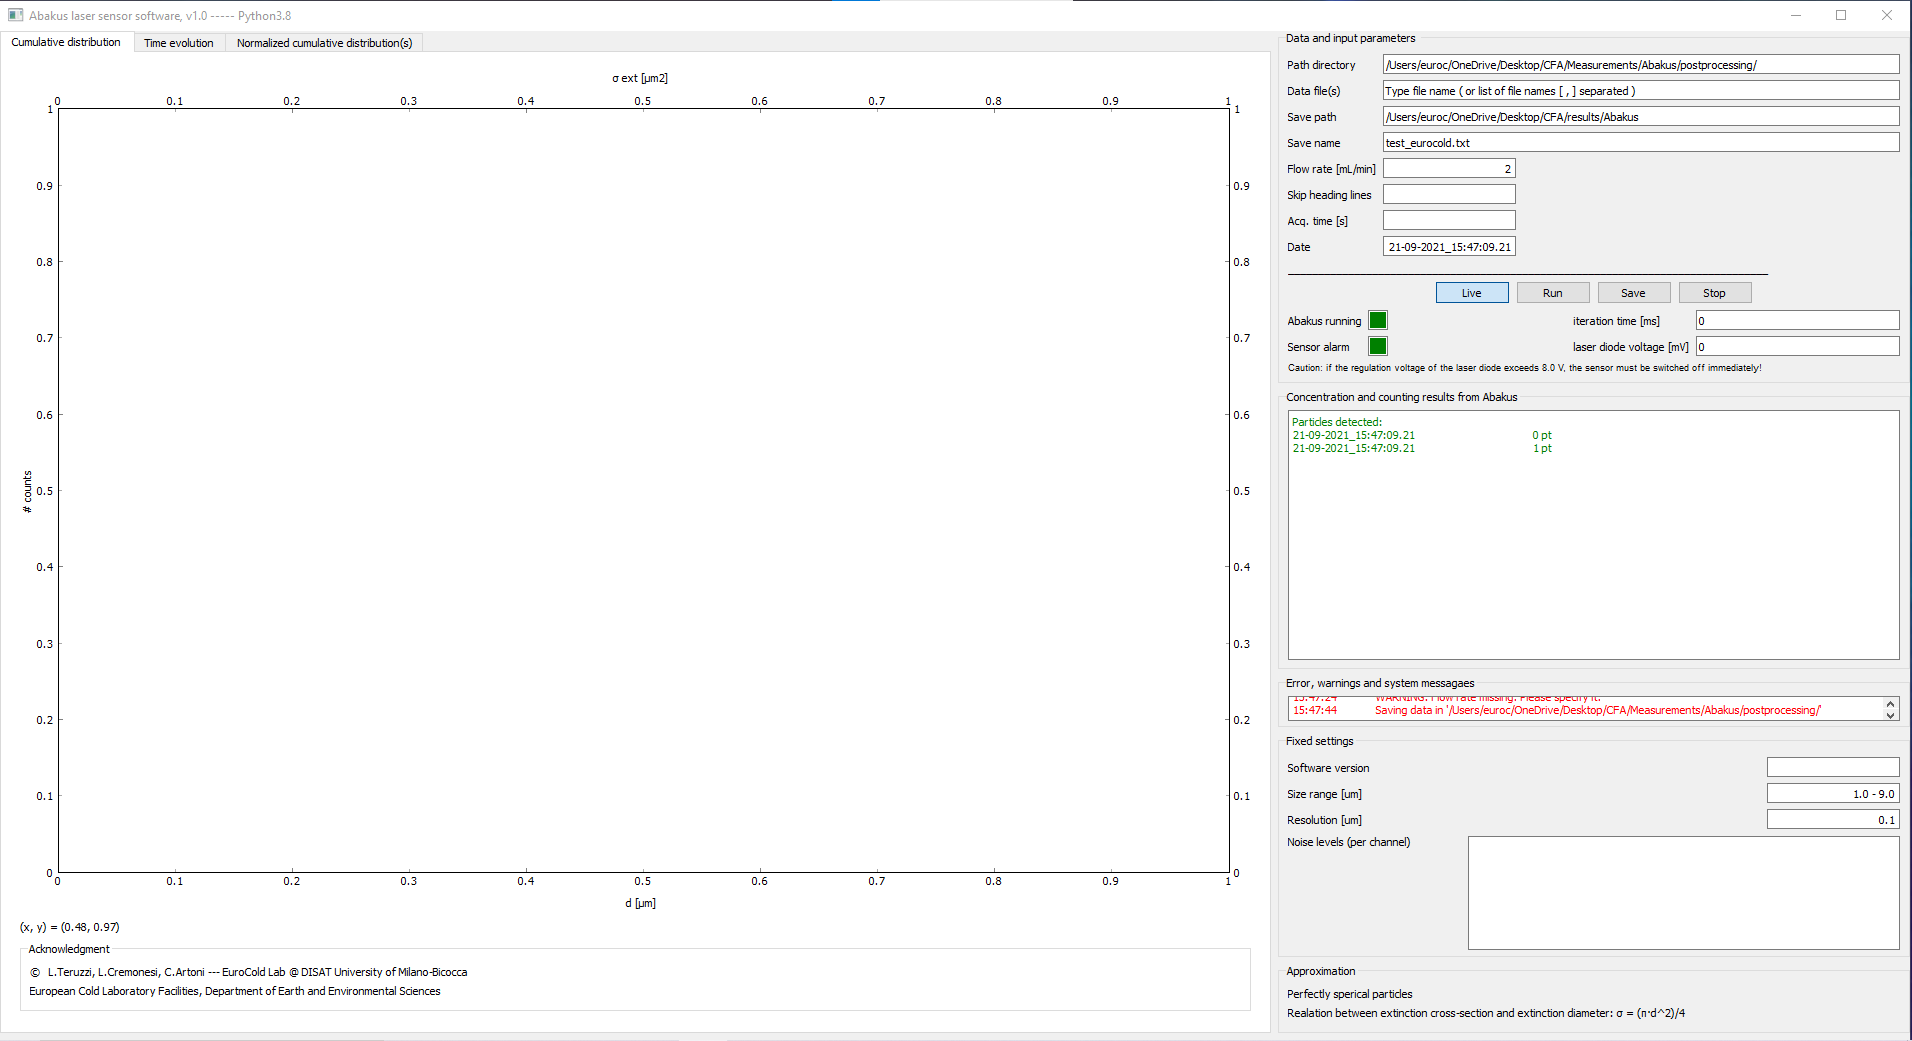 Abakus laser sensor software, v1.0 ----- Python3.8
Cumulative distribution
Time evolution
Normalized cumulative distribution(s)
σ ext [µm2]
0 0.1 0.2 0.3 0.4 0.5 0.6 0.7 0.8 0.9 1
1 1
0.9 0.9
0.8 0.8
0.7 0.7
0.6 0.6
0.5 0.5
0.4 0.4
0.3 0.3
0.2 0.2
0.1 0.1
0 0
# counts
0 0.1 0.2 0.3 0.4 0.5 0.6 0.7 0.8 0.9 1
d [µm]
(x, y) = (0.48, 0.97)
Acknowledgment
© L.Teruzzi, L.Cremonesi, C.Artoni --- EuroCold Lab @ DISAT University of Milano-Bicocca
European Cold Laboratory Facilities, Department of Earth and Environmental Sciences
Data and input parameters
Path directory /Users/euroc/OneDrive/Desktop/CFA/Measurements/Abakus/postprocessing/
Data file(s) Type file name ( or list of file names [ , ] separated )
Save path /Users/euroc/OneDrive/Desktop/CFA/results/Abakus
Save name test_eurocold.txt
Flow rate [mL/min] 2
Skip heading lines
Acq. time [s]
Date 21-09-2021_15:47:09.21
Live Run Save Stop
Abakus running iteration time [ms] 0
Sensor alarm laser diode voltage [mV] 0
Caution: if the regulation voltage of the laser diode exceeds 8.0 V, the sensor must be switched off immediately!
Concentration and counting results from Abakus
Particles detected:
21-09-2021_15:47:09.21 0 pt
21-09-2021_15:47:09.21 1 pt
Error, warnings and system messagaes
15:47:24 WARNING: Flow rate missing. Please specify it.
15:47:44 Saving data in '/Users/euroc/OneDrive/Desktop/CFA/Measurements/Abakus/postprocessing/'
Fixed settings
Software version
Size range [um] 1.0 - 9.0
Resolution [um] 0.1
Noise levels (per channel)
Approximation
Perfectly sperical particles
Realation between extinction cross-section and extinction diameter: σ = (π·d^2)/4